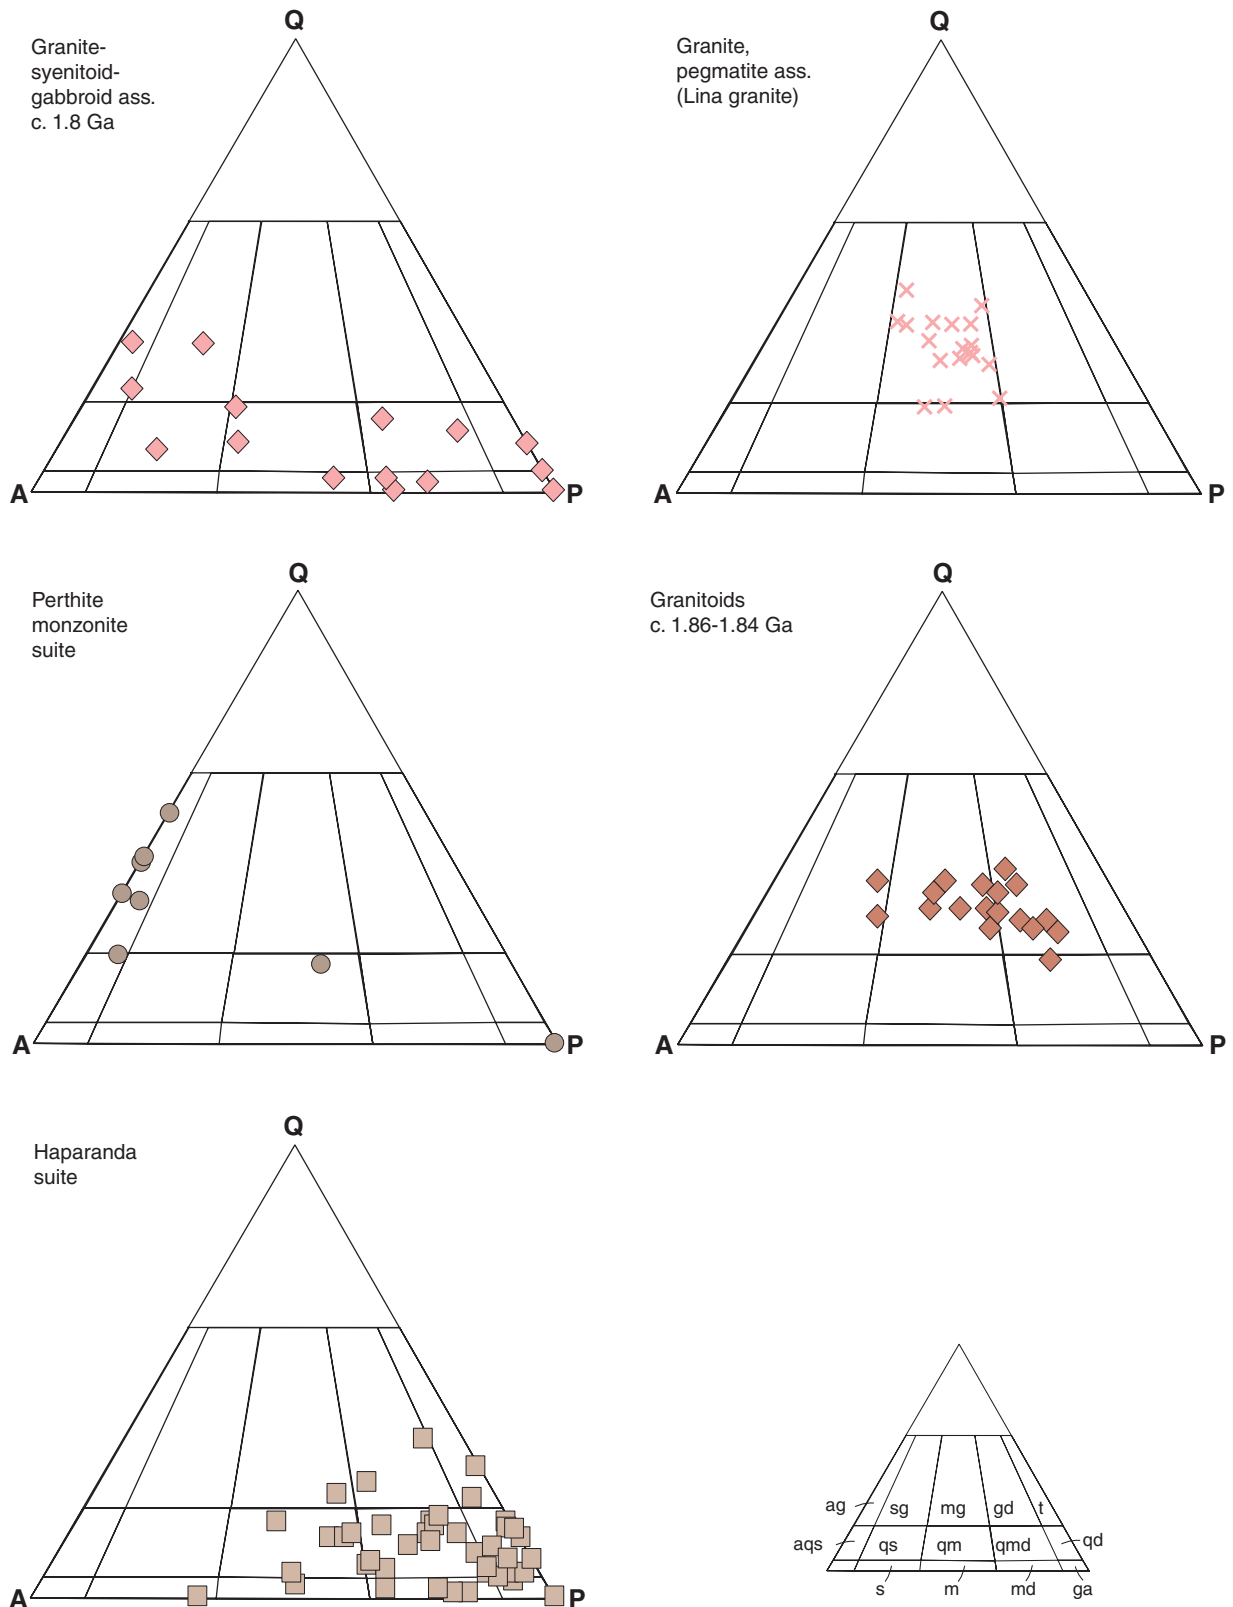 Q
Granite-
syenitoid-
gabbroid ass.
c. 1.8 Ga
A
P
Q
Granite,
pegmatite ass.
(Lina granite)
A
P
Q
Perthite
monzonite
suite
A
P
Q
Granitoids
c. 1.86-1.84 Ga
A
P
Q
Haparanda
suite
A
P
ag sg mg gd t
aqs qs qm qmd qd
s m md ga